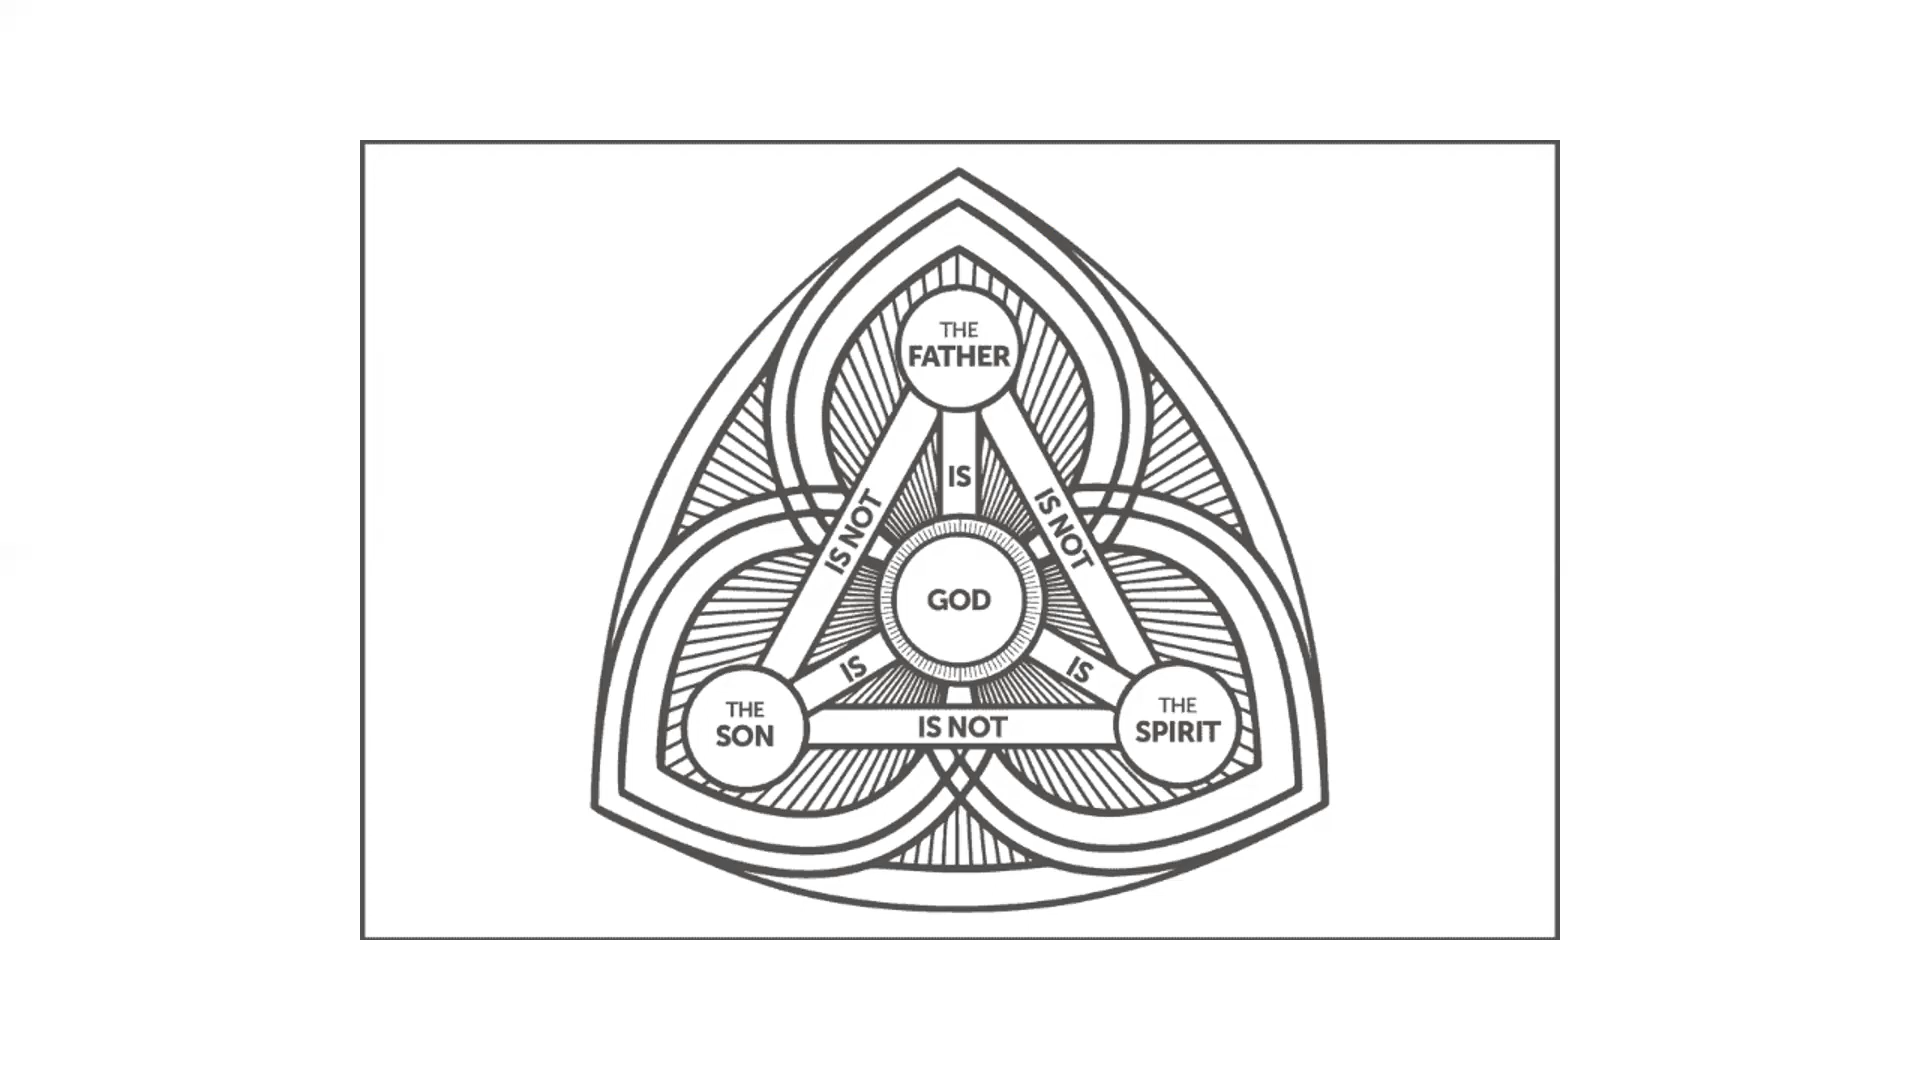 THE
FATHER
IS
IS NOT
IS NOT
GOD
IS
IS
THE
SON
IS NOT
THE
SPIRIT